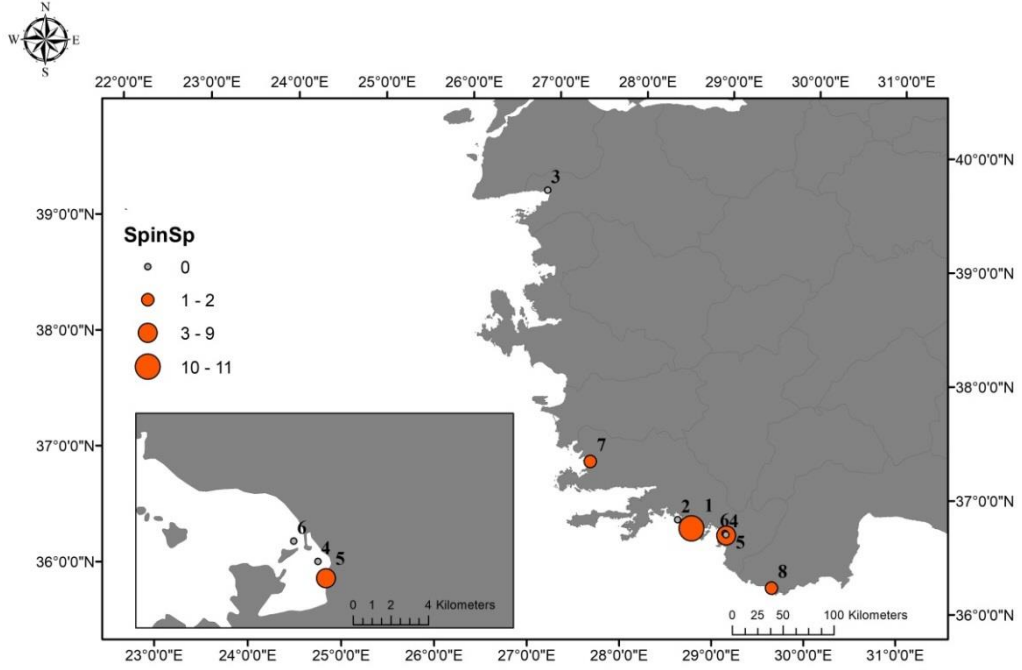 N
W E
S
22°0'0"E 23°0'0"E 24°0'0"E 25°0'0"E 26°0'0"E 27°0'0"E 28°0'0"E 29°0'0"E 30°0'0"E 31°0'0"E
40°0'0"N
3
39°0'0"N
SpinSp
39°0'0"N
0
1 - 2
38°0'0"N
3 - 9
10 - 11
38°0'0"N
37°0'0"N
7
37°0'0"N
2 1
64
5
6
4
5
36°0'0"N
8
0 1 2 4 Kilometers
0 25 50 100 Kilometers
36°0'0"N
23°0'0"E 24°0'0"E 25°0'0"E 26°0'0"E 27°0'0"E 28°0'0"E 29°0'0"E 30°0'0"E 31°0'0"E